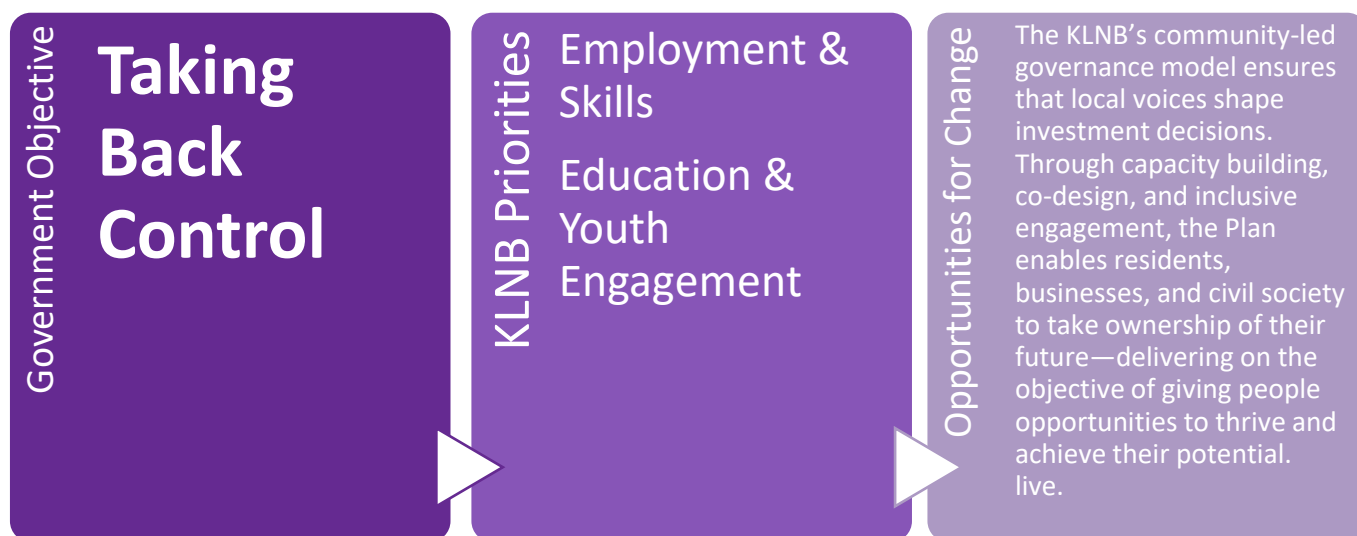 Government Objective
Taking
Back
Control
KLNB Priorities
Employment &
Skills
Education &
Youth
Engagement
Opportunities for Change
The KLNB’s community-led
governance model ensures
that local voices shape
investment decisions.
Through capacity building,
co-design, and inclusive
engagement, the Plan
enables residents,
businesses, and civil society
to take ownership of their
future—delivering on the
objective of giving people
opportunities to thrive and
achieve their potential.
live.